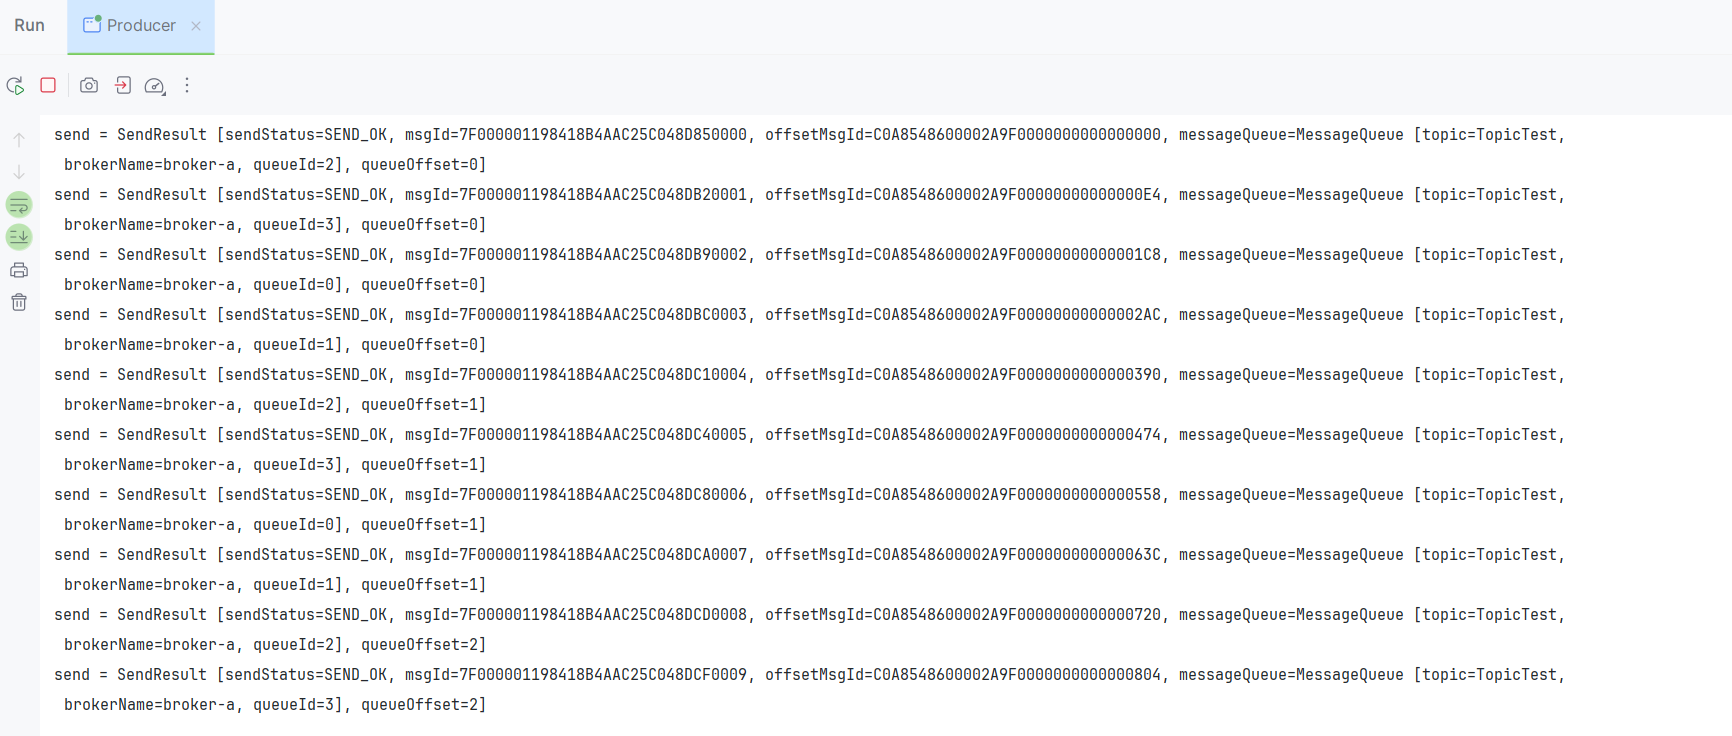 Run
Producer
send = SendResult [sendStatus=SEND_OK, msgId=7F000001198418B4AAC25C048D850000, offsetMsgId=C0A8548600002A9F0000000000000000, messageQueue=MessageQueue [topic=TopicTest,
brokerName=broker-a, queueId=2], queueOffset=0]
send = SendResult [sendStatus=SEND_OK, msgId=7F000001198418B4AAC25C048DB20001, offsetMsgId=C0A8548600002A9F00000000000000E4, messageQueue=MessageQueue [topic=TopicTest,
brokerName=broker-a, queueId=3], queueOffset=0]
send = SendResult [sendStatus=SEND_OK, msgId=7F000001198418B4AAC25C048DB90002, offsetMsgId=C0A8548600002A9F00000000000001C8, messageQueue=MessageQueue [topic=TopicTest,
brokerName=broker-a, queueId=0], queueOffset=0]
send = SendResult [sendStatus=SEND_OK, msgId=7F000001198418B4AAC25C048DBC0003, offsetMsgId=C0A8548600002A9F00000000000002AC, messageQueue=MessageQueue [topic=TopicTest,
brokerName=broker-a, queueId=1], queueOffset=0]
send = SendResult [sendStatus=SEND_OK, msgId=7F000001198418B4AAC25C048DC10004, offsetMsgId=C0A8548600002A9F0000000000000390, messageQueue=MessageQueue [topic=TopicTest,
brokerName=broker-a, queueId=2], queueOffset=1]
send = SendResult [sendStatus=SEND_OK, msgId=7F000001198418B4AAC25C048DC40005, offsetMsgId=C0A8548600002A9F0000000000000474, messageQueue=MessageQueue [topic=TopicTest,
brokerName=broker-a, queueId=3], queueOffset=1]
send = SendResult [sendStatus=SEND_OK, msgId=7F000001198418B4AAC25C048DC80006, offsetMsgId=C0A8548600002A9F0000000000000558, messageQueue=MessageQueue [topic=TopicTest,
brokerName=broker-a, queueId=0], queueOffset=1]
send = SendResult [sendStatus=SEND_OK, msgId=7F000001198418B4AAC25C048DCA0007, offsetMsgId=C0A8548600002A9F000000000000063C, messageQueue=MessageQueue [topic=TopicTest,
brokerName=broker-a, queueId=1], queueOffset=1]
send = SendResult [sendStatus=SEND_OK, msgId=7F000001198418B4AAC25C048DCD0008, offsetMsgId=C0A8548600002A9F0000000000000720, messageQueue=MessageQueue [topic=TopicTest,
brokerName=broker-a, queueId=2], queueOffset=2]
send = SendResult [sendStatus=SEND_OK, msgId=7F000001198418B4AAC25C048DCF0009, offsetMsgId=C0A8548600002A9F0000000000000804, messageQueue=MessageQueue [topic=TopicTest,
brokerName=broker-a, queueId=3], queueOffset=2]